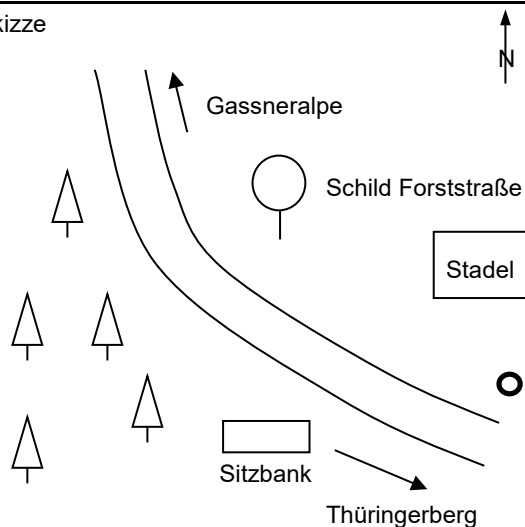 kizze
N
Gassneralpe
Schild Forststraße
Stadel
Sitzbank
Thüringerberg